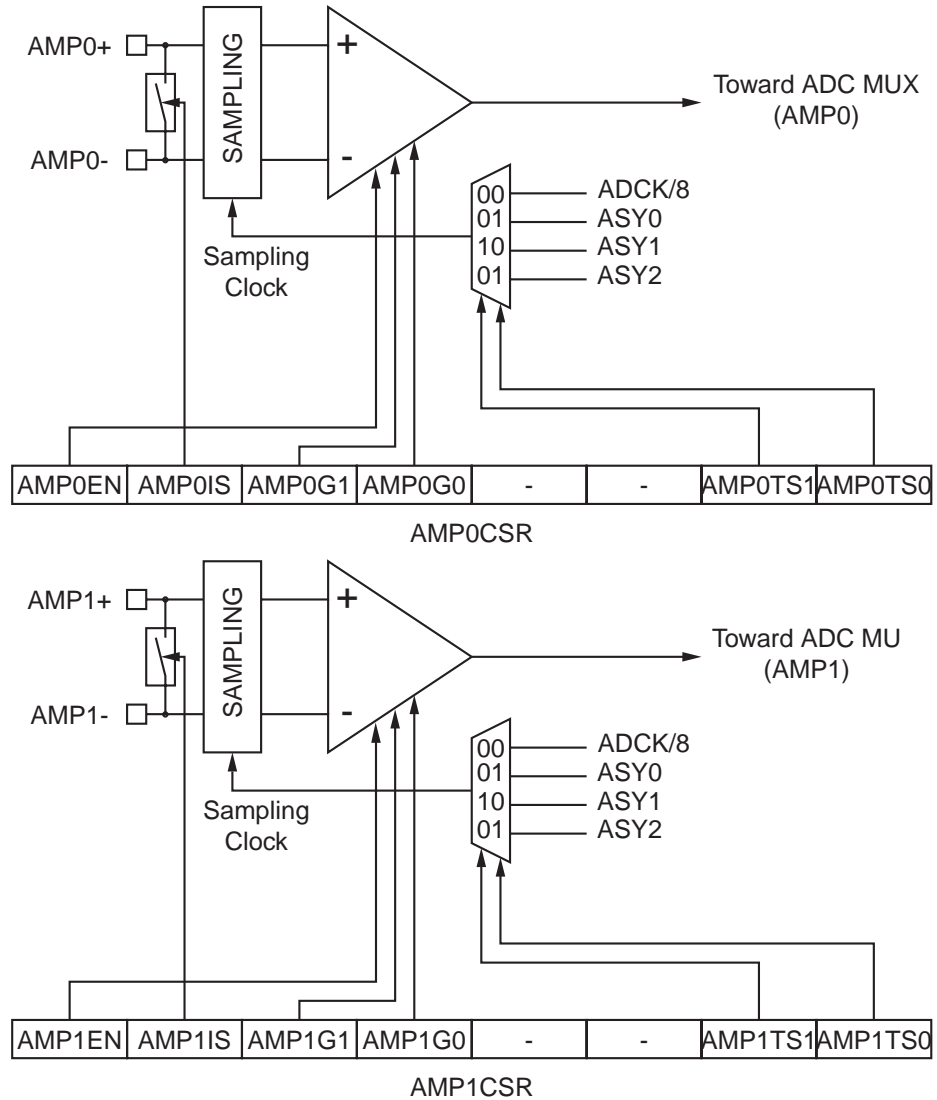 AMP0+
SAMPLING
+
Toward ADC MUX
(AMP0)
AMP0-
-
00 ADCK/8
01 ASY0
10 ASY1
01 ASY2
Sampling
Clock
AMP0EN AMP0IS AMP0G1 AMP0G0 - - AMP0TS1 AMP0TS0
AMP0CSR
AMP1+
SAMPLING
+
Toward ADC MU
(AMP1)
AMP1-
-
00 ADCK/8
01 ASY0
10 ASY1
01 ASY2
Sampling
Clock
AMP1EN AMP1IS AMP1G1 AMP1G0 - - AMP1TS1 AMP1TS0
AMP1CSR